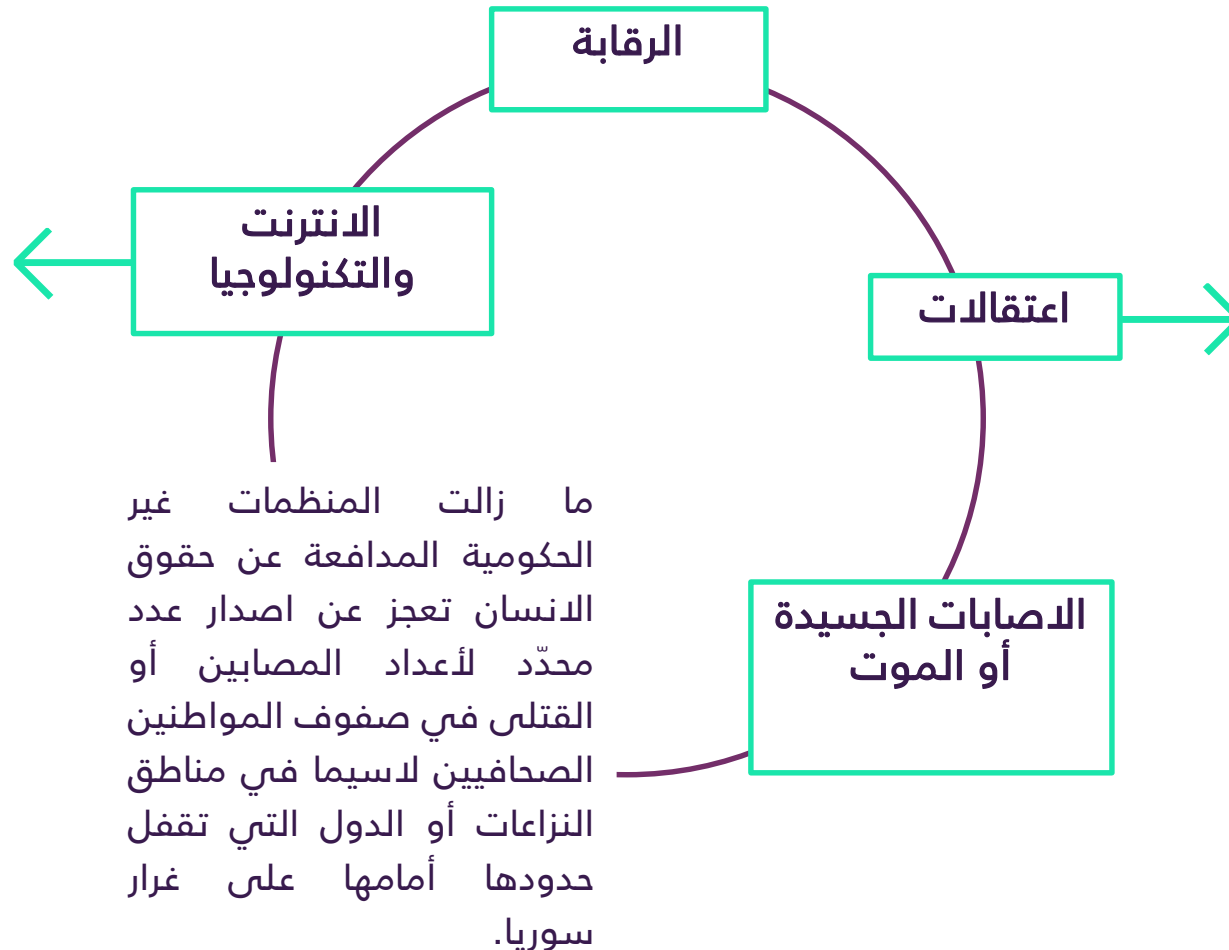 الرقابة
الانترنت
والتكنولوجيا
اعتقالات
الاصابات الجسيدة
أو الموت
ما زالت المنظمات غير
الحكومية المدافعة عن حقوق
الانسان تعجز عن اصدار عدد
محدّد لأعداد المصابين أو
القتلى في صفوف المواطنين
الصحافيين لاسيما في مناطق
النزاعات أو الدول التي تقفل
حدودها أمامها على غرار
سوريا.